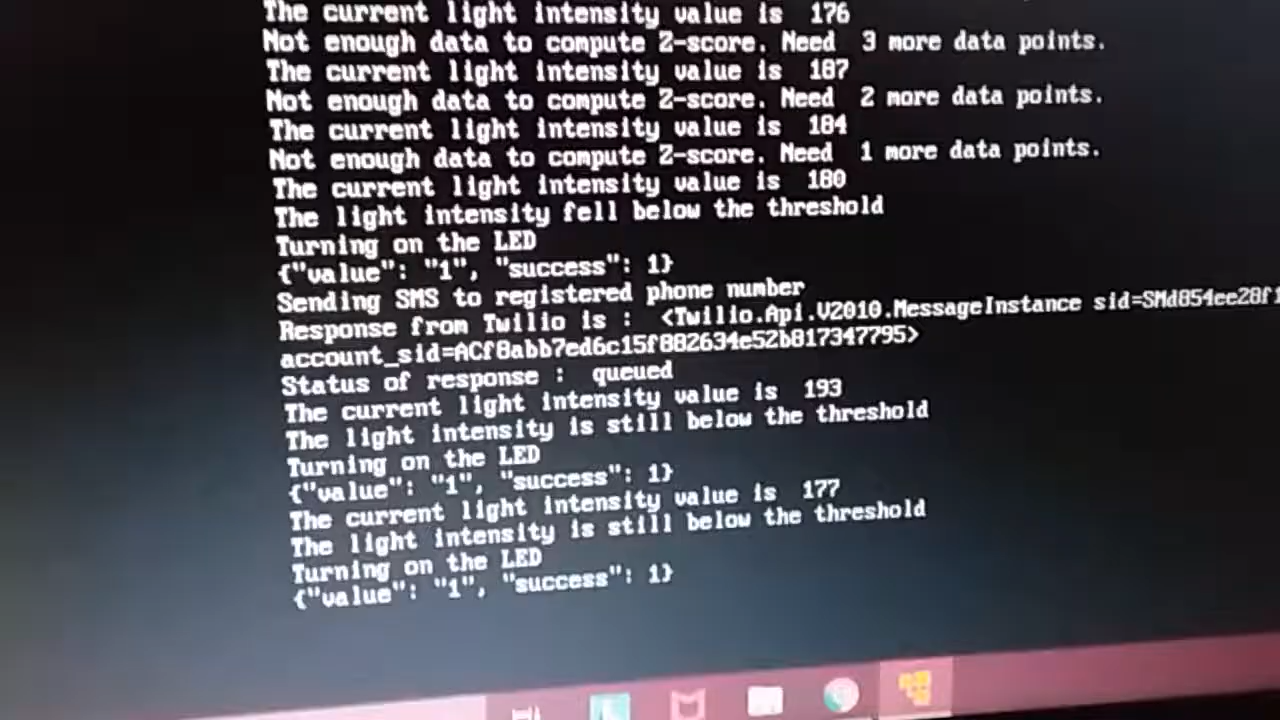 The current light intensity value is  176
Not enough data to compute Z-score. Need  3 more data points.
The current light intensity value is  187
Not enough data to compute Z-score. Need  2 more data points.
The current light intensity value is  184
Not enough data to compute Z-score. Need  1 more data points.
The current light intensity value is  180
The light intensity fell below the threshold
Turning on the LED
{"value": "1", "success": 1}
Sending SMS to registered phone number
Response from Twilio is :  <Twilio.Api.V2010.MessageInstance sid=SMd854ee28f1
account_sid=ACf8abb7ed6c15f882634e52b817347795>
Status of response :  queued
The current light intensity value is  193
The light intensity is still below the threshold
Turning on the LED
{"value": "1", "success": 1}
The current light intensity value is  177
The light intensity is still below the threshold
Turning on the LED
{"value": "1", "success": 1}